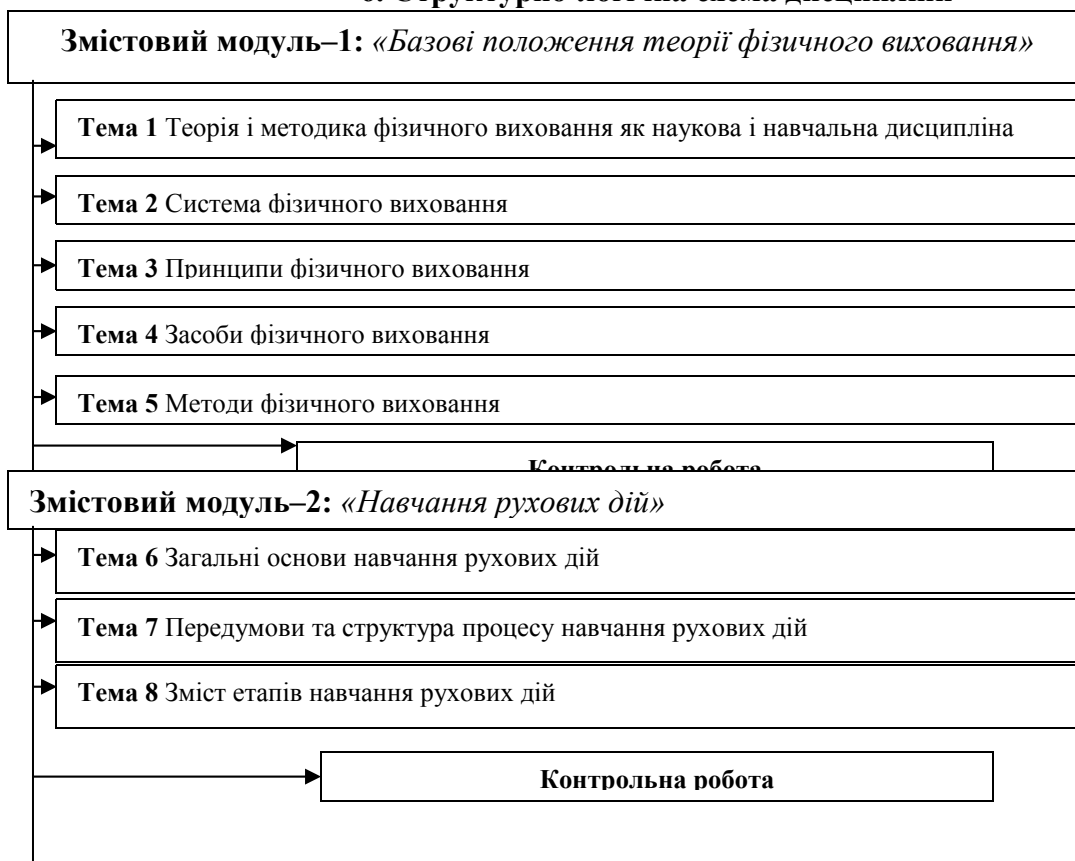 Змістовий модуль–1: «Базові положення теорії фізичного виховання»
Тема 1 Теорія і методика фізичного виховання як наукова і навчальна дисципліна
Тема 2 Система фізичного виховання
Тема 3 Принципи фізичного виховання
Тема 4 Засоби фізичного виховання
Тема 5 Методи фізичного виховання
Контрольна робота
Змістовий модуль–2: «Навчання рухових дій»
Тема 6 Загальні основи навчання рухових дій
Тема 7 Передумови та структура процесу навчання рухових дій
Тема 8 Зміст етапів навчання рухових дій
Контрольна робота